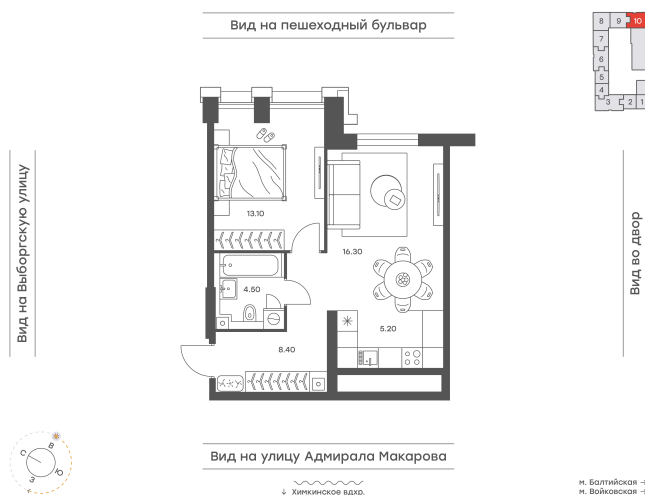 Вид на пешеходный бульвар
8 9 10
7
6
5
4
3 2 1
Вид на Выборгскую улицу
13.10
16.30
4.50
5.20
8.40
Вид во двор
Вид на улицу Адмирала Макарова
↓ Химкинское вдхр.
С В Ю З
м. Балтийская →
м. Войковская →